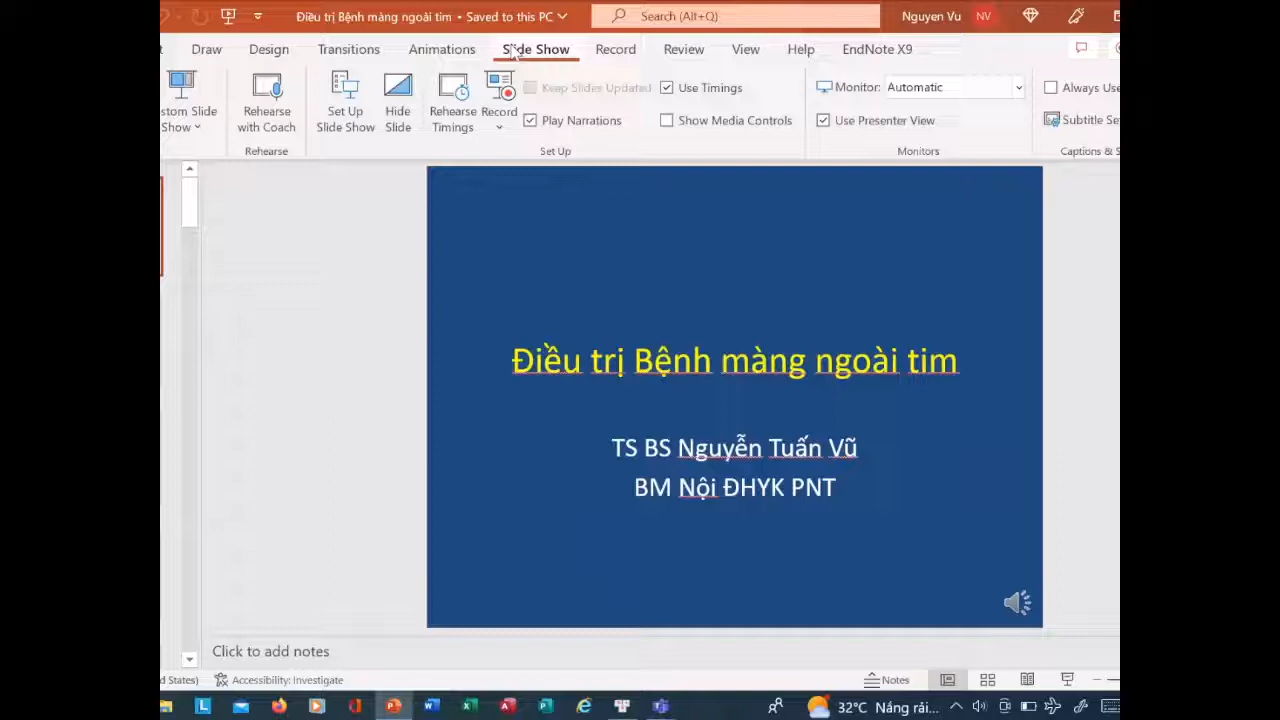 Điều trị Bệnh màng ngoài tim • Saved to this PC
Search (Alt+Q)
Nguyen Vu
NV
Draw
Design
Transitions
Animations
Slide Show
Record
Review
View
Help
EndNote X9
Rehearse
with Coach
Set Up
Slide Show
Hide
Slide
Rehearse
Timings
Record
Keep Slides Updated
Play Narrations
Use Timings
Show Media Controls
Monitor: Automatic
Use Presenter View
Always Use
Subtitle Se
stom Slide
Show
Rehearse
Set Up
Monitors
Captions & S
Điều trị Bệnh màng ngoài tim
TS BS Nguyễn Tuấn Vũ
BM Nội ĐHYK PNT
Click to add notes
d States)
Accessibility: Investigate
Notes
32°C Nắng rải...